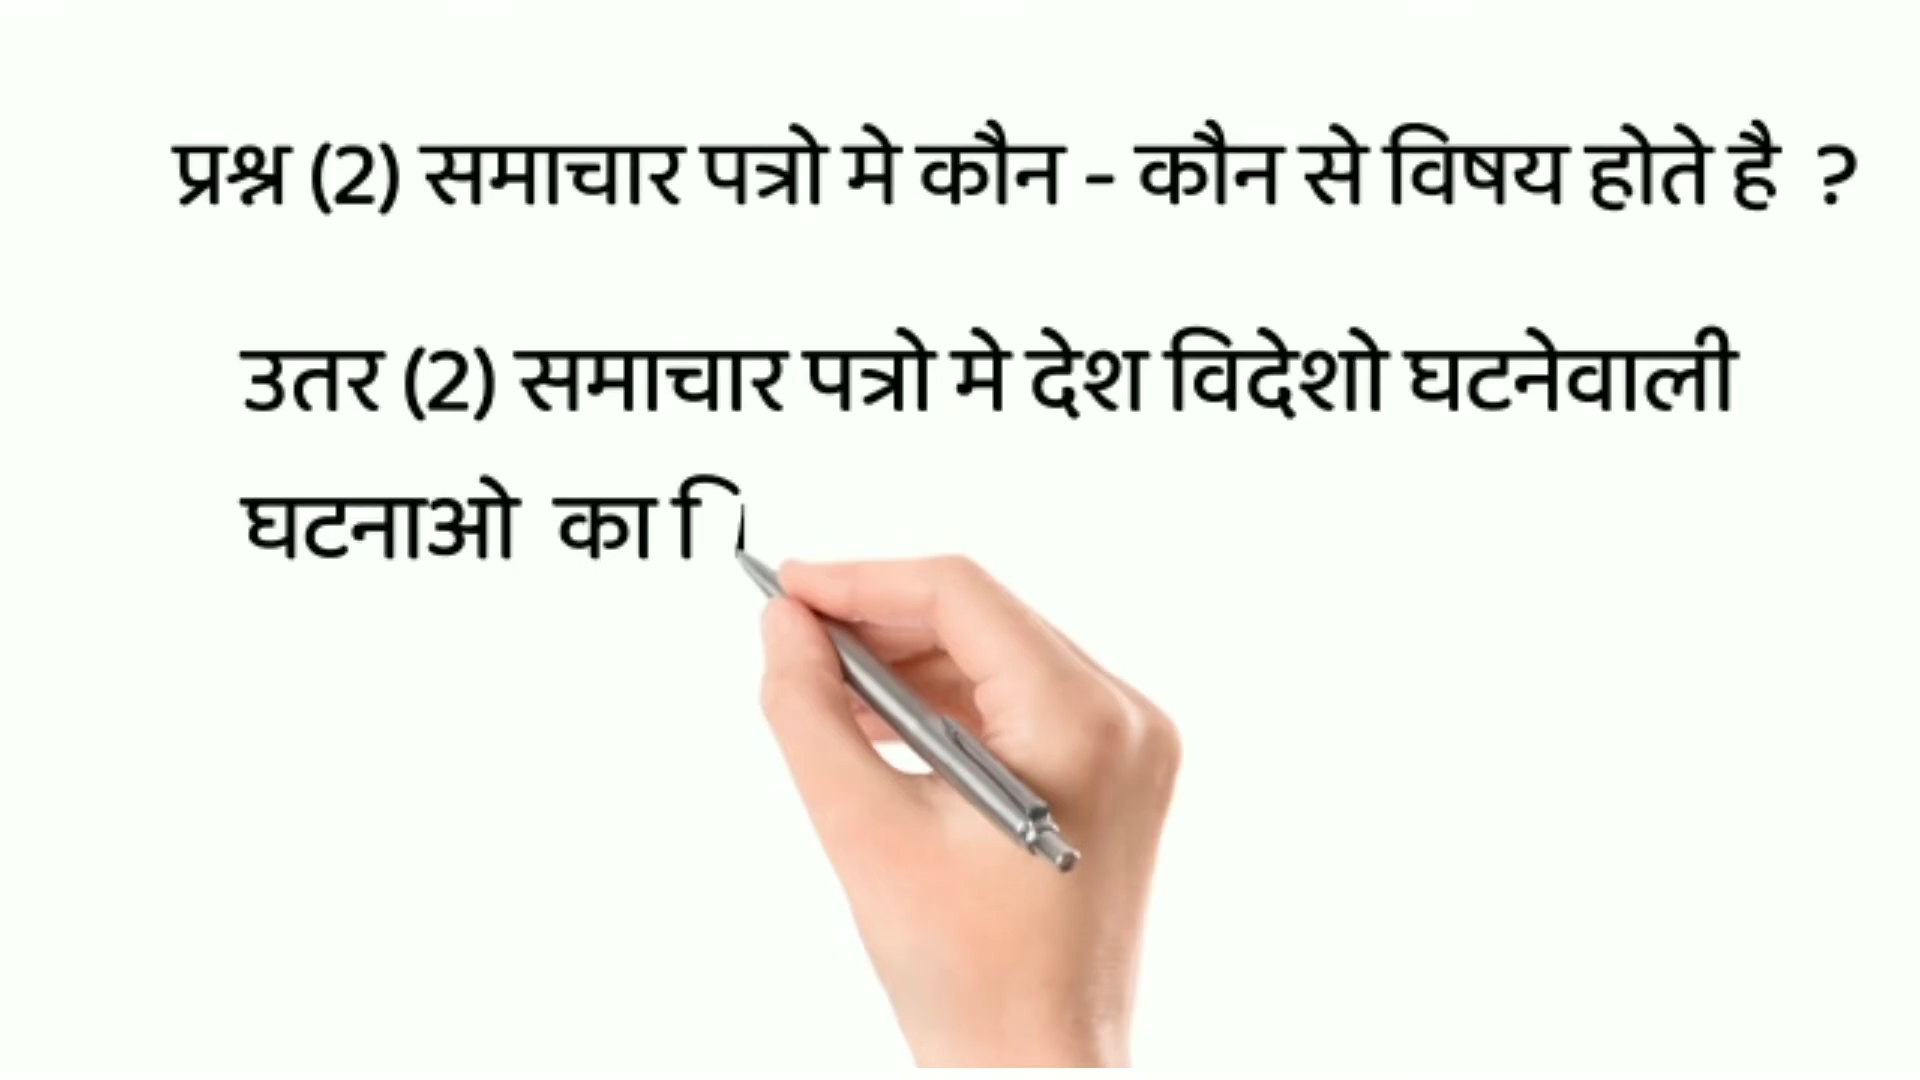 प्रश्न (2) समाचार पत्रो मे कौन - कौन से विषय होते है ?
उतर (2) समाचार पत्रो मे देश विदेशो घटनेवाली
घटनाओ का